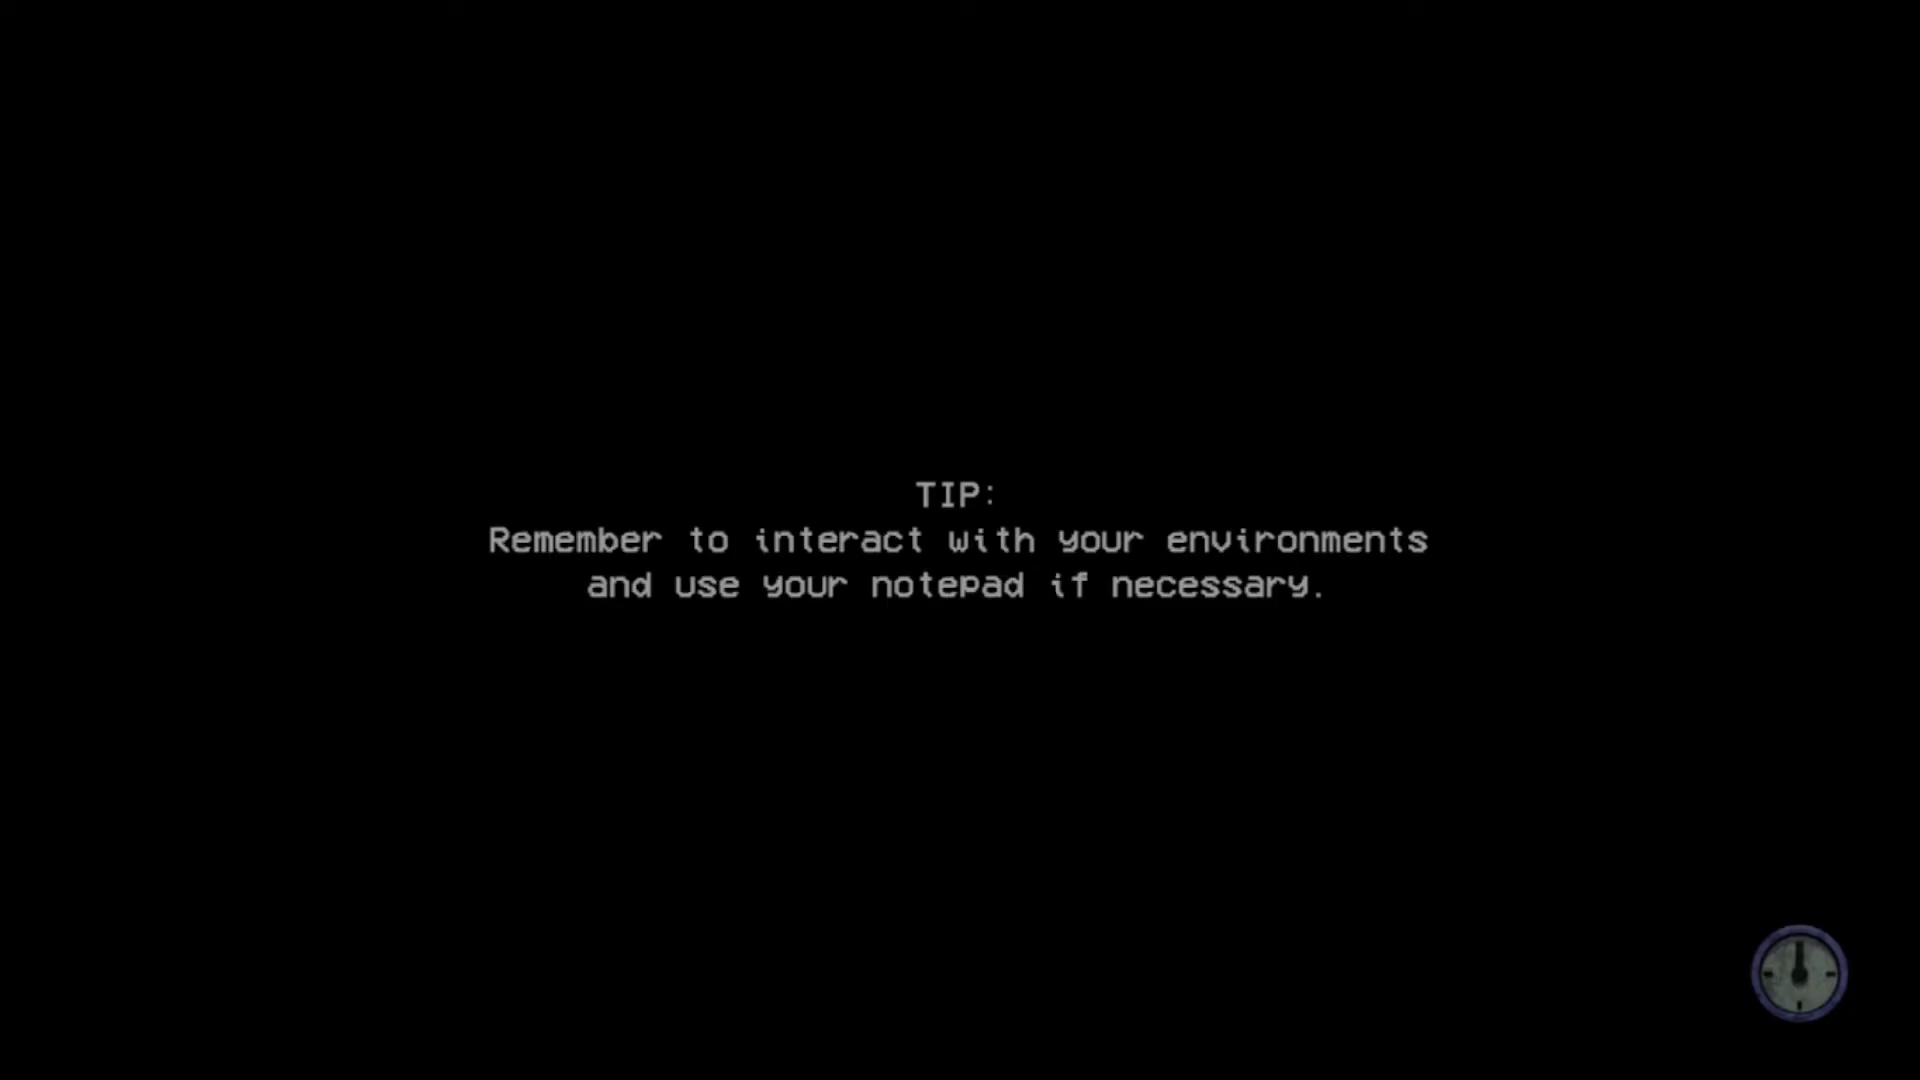 TIP:
Remember to interact with your environments
and use your notepad if necessary.